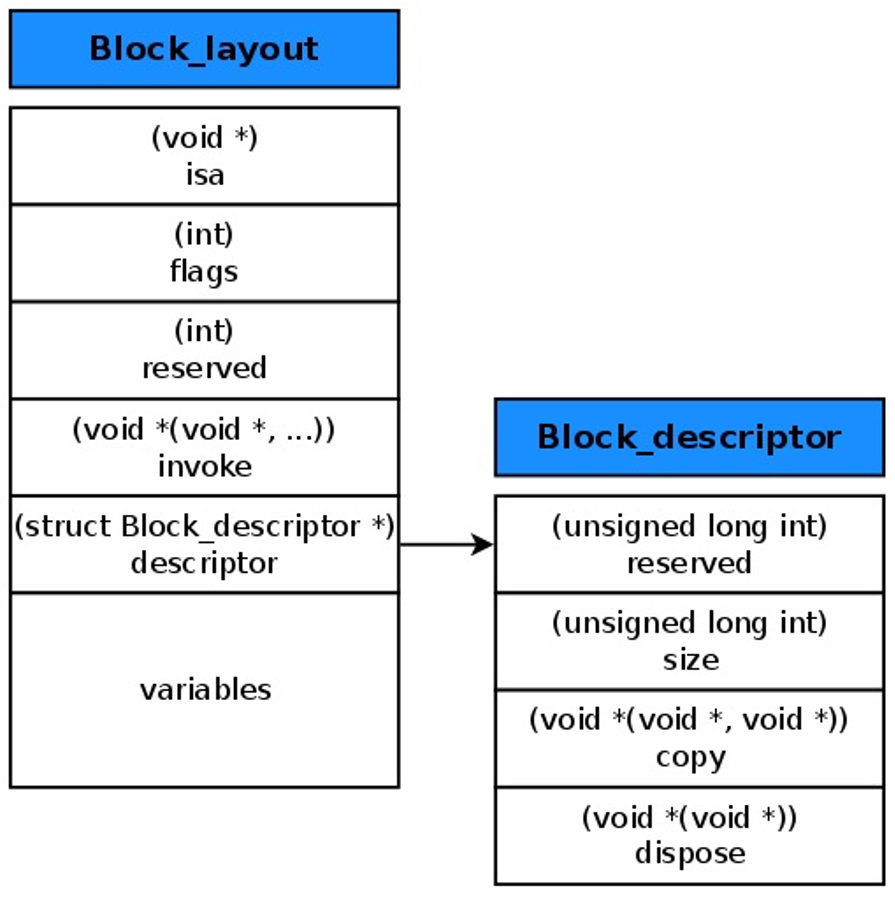 Block_layout
(void *)
isa
(int)
flags
(int)
reserved
(void *(void *, ...))
invoke
(struct Block_descriptor *)
descriptor
variables
Block_descriptor
(unsigned long int)
reserved
(unsigned long int)
size
(void *(void *, void *))
copy
(void *(void *))
dispose